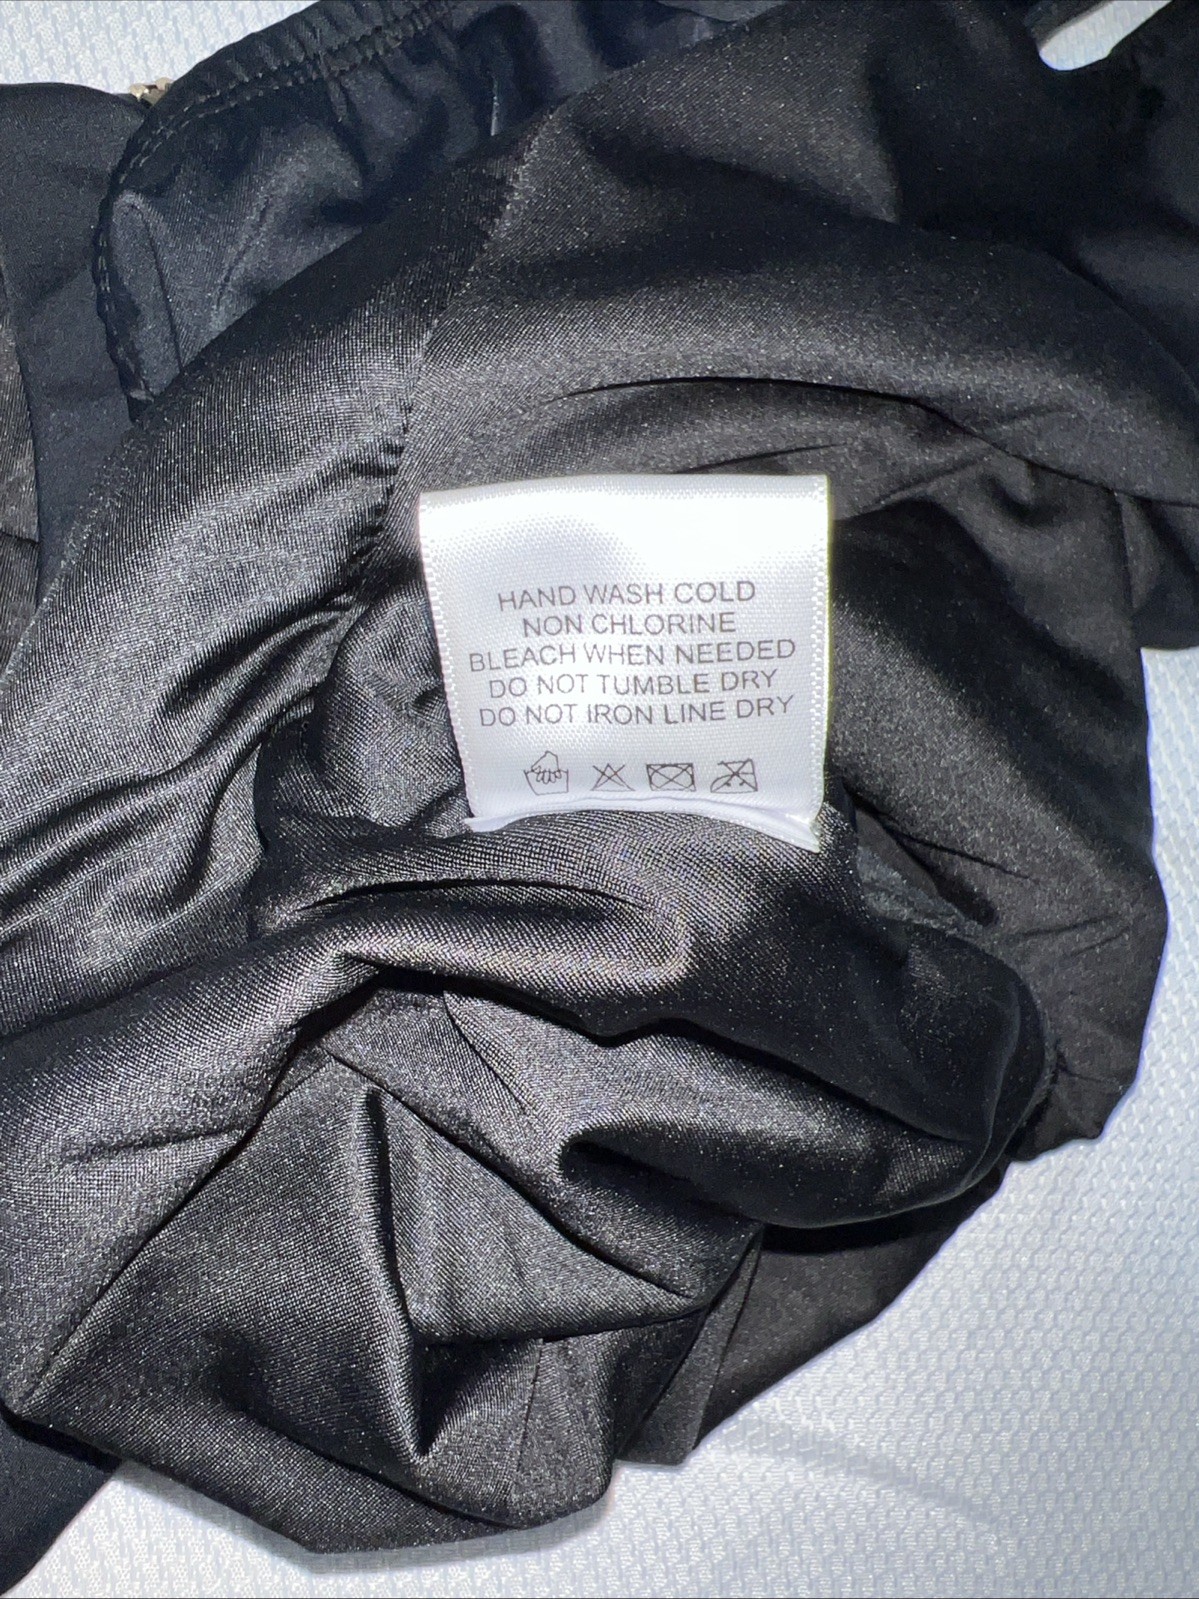 HAND WASH COLD
NON CHLORINE
BLEACH WHEN NEEDED
DO NOT TUMBLE DRY
DO NOT IRON LINE DRY